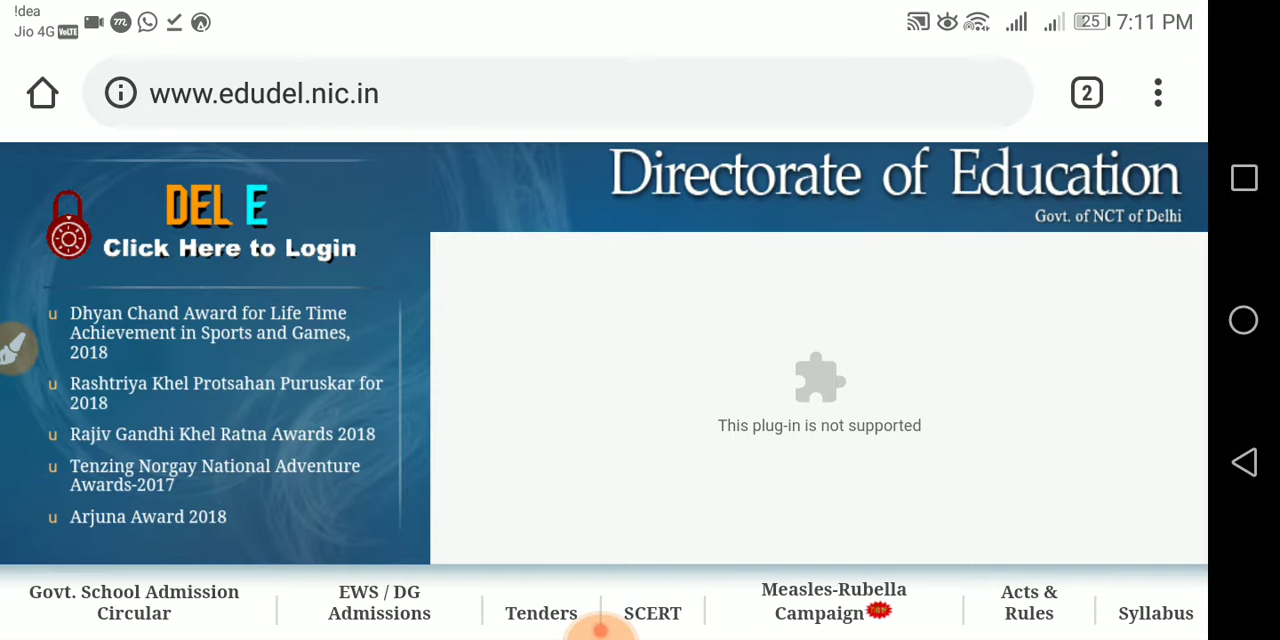 !dea
Jio 4G VoLTE
25 7:11 PM
www.edudel.nic.in
2
Directorate of Education
Govt. of NCT of Delhi
DEL E
Click Here to Login
u Dhyan Chand Award for Life Time
Achievement in Sports and Games,
2018
u Rashtriya Khel Protsahan Puruskar for
2018
u Rajiv Gandhi Khel Ratna Awards 2018
u Tenzing Norgay National Adventure
Awards-2017
u Arjuna Award 2018
This plug-in is not supported
Govt. School Admission
Circular
EWS / DG
Admissions
Tenders
SCERT
Measles-Rubella
Campaign
Acts &
Rules
Syllabus